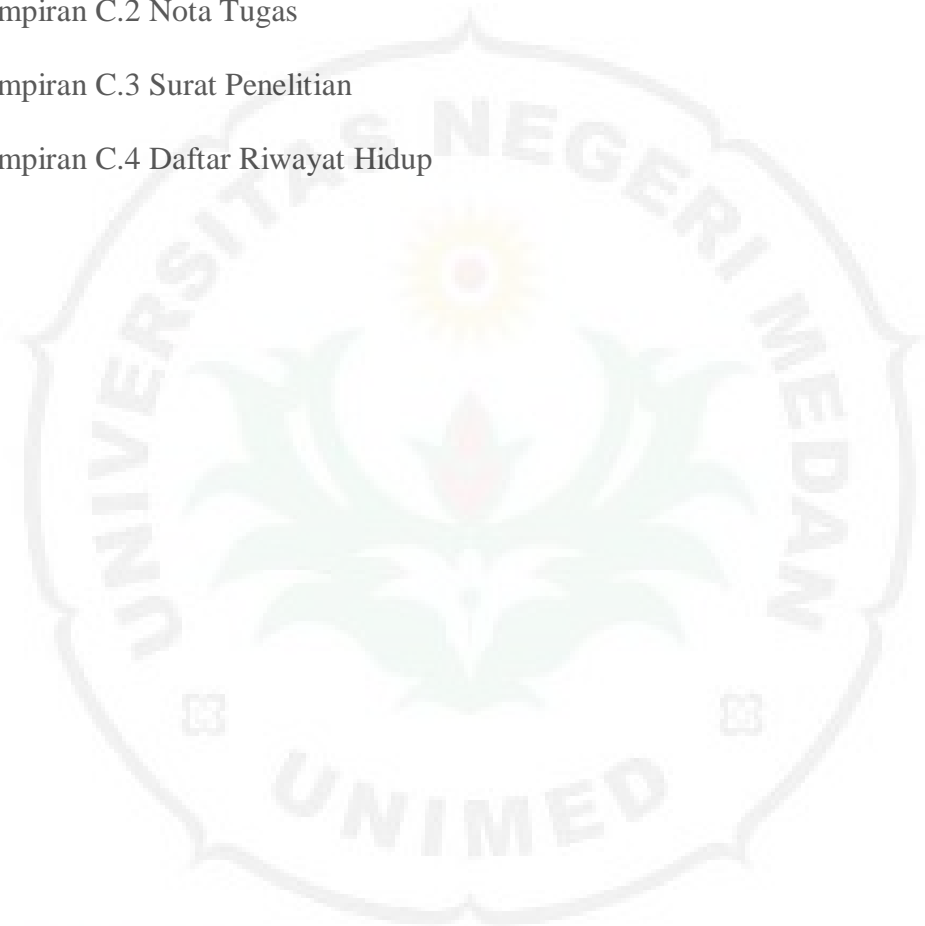 mpiran C.2 Nota Tugas
mpiran C.3 Surat Penelitian
mpiran C.4 Daftar Riwayat Hidup
UNIVERSITAS NEGERI MEDAN
UNIMED